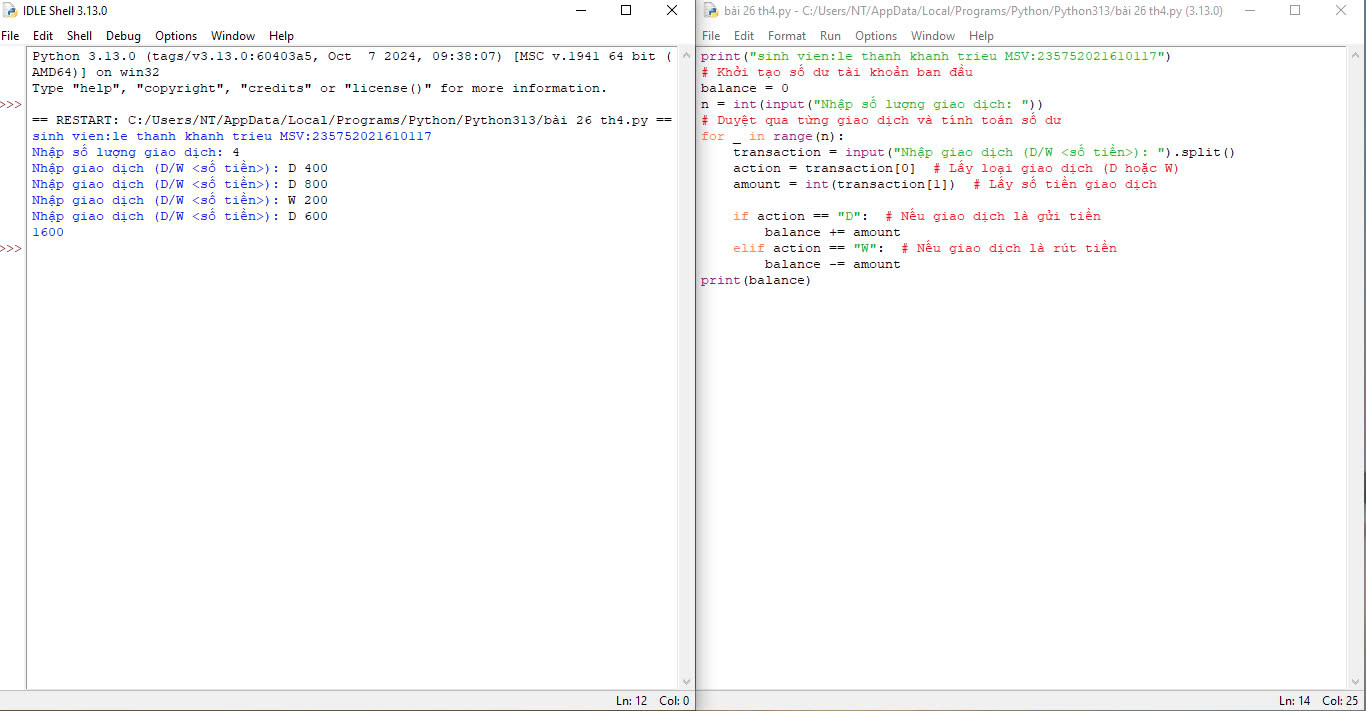 IDLE Shell 3.13.0
File Edit Shell Debug Options Window Help
Python 3.13.0 (tags/v3.13.0:60403a5, Oct  7 2024, 09:38:07) [MSC v.1941 64 bit (
AMD64)] on win32
Type "help", "copyright", "credits" or "license()" for more information.
>>>
== RESTART: C:/Users/NT/AppData/Local/Programs/Python/Python313/bài 26 th4.py ==
sinh vien:le thanh khanh trieu MSV:235752021610117
Nhập số lượng giao dịch: 4
Nhập giao dịch (D/W <số tiền>): D 400
Nhập giao dịch (D/W <số tiền>): D 800
Nhập giao dịch (D/W <số tiền>): W 200
Nhập giao dịch (D/W <số tiền>): D 600
1600
>>>
Ln: 12 Col: 0
bài 26 th4.py - C:/Users/NT/AppData/Local/Programs/Python/Python313/bài 26 th4.py (3.13.0)
File Edit Format Run Options Window Help
print("sinh vien:le thanh khanh trieu MSV:235752021610117")
# Khởi tạo số dư tài khoản ban đầu
balance = 0
n = int(input("Nhập số lượng giao dịch: "))
# Duyệt qua từng giao dịch và tính toán số dư
for _ in range(n):
    transaction = input("Nhập giao dịch (D/W <số tiền>): ").split()
    action = transaction[0]  # Lấy loại giao dịch (D hoặc W)
    amount = int(transaction[1])  # Lấy số tiền giao dịch
    if action == "D":  # Nếu giao dịch là gửi tiền
        balance += amount
    elif action == "W":  # Nếu giao dịch là rút tiền
        balance -= amount
print(balance)
Ln: 14 Col: 25